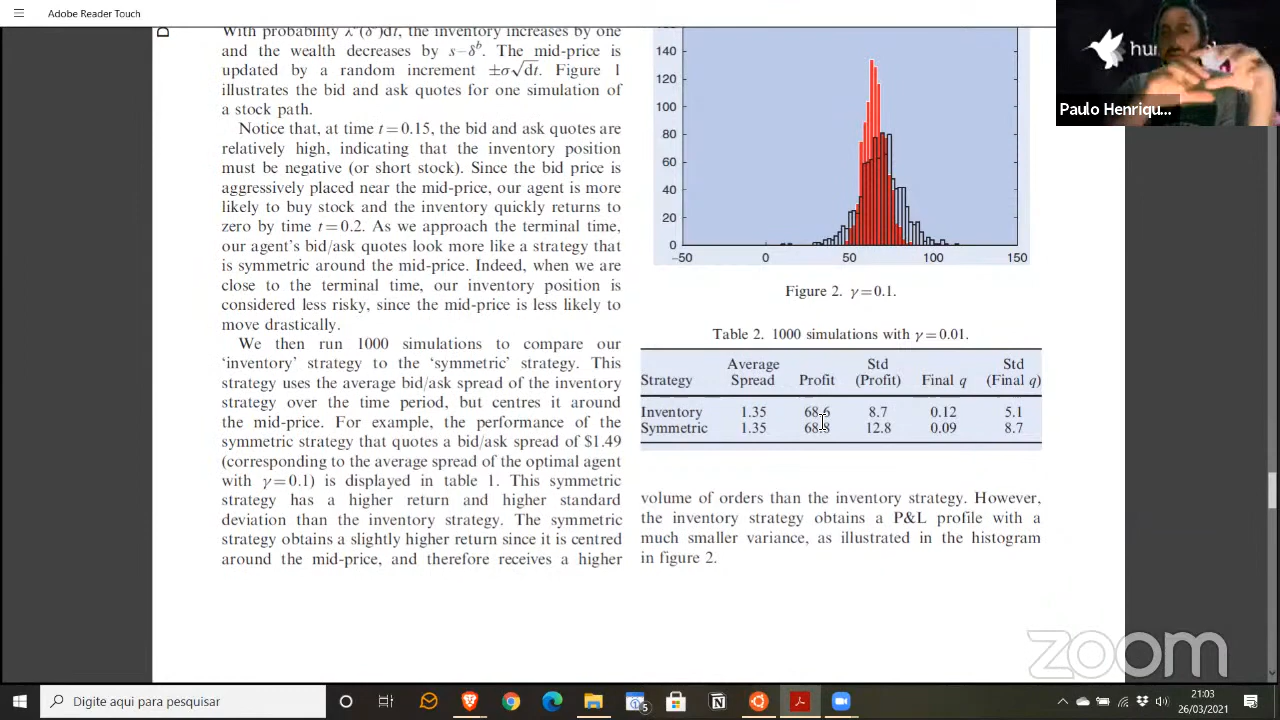 Adobe Reader Touch
D
With probability λᵇ(δᵇ)dt, the inventory increases by one
and the wealth decreases by s−δᵇ. The mid-price is
updated by a random increment ±σ√dt. Figure 1
illustrates the bid and ask quotes for one simulation of
a stock path.
Notice that, at time t=0.15, the bid and ask quotes are
relatively high, indicating that the inventory position
must be negative (or short stock). Since the bid price is
aggressively placed near the mid-price, our agent is more
likely to buy stock and the inventory quickly returns to
zero by time t=0.2. As we approach the terminal time,
our agent's bid/ask quotes look more like a strategy that
is symmetric around the mid-price. Indeed, when we are
close to the terminal time, our inventory position is
considered less risky, since the mid-price is less likely to
move drastically.
We then run 1000 simulations to compare our
'inventory' strategy to the 'symmetric' strategy. This
strategy uses the average bid/ask spread of the inventory
strategy over the time period, but centres it around
the mid-price. For example, the performance of the
symmetric strategy that quotes a bid/ask spread of $1.49
(corresponding to the average spread of the optimal agent
with γ=0.1) is displayed in table 1. This symmetric
strategy has a higher return and higher standard
deviation than the inventory strategy. The symmetric
strategy obtains a slightly higher return since it is centred
around the mid-price, and therefore receives a higher
140
120
100
80
60
40
20
0
−50 0 50 100 150
Figure 2. γ=0.1.
Table 2. 1000 simulations with γ=0.01.
Average Std Std
Strategy Spread Profit (Profit) Final q (Final q)
Inventory 1.35 68.6 8.7 0.12 5.1
Symmetric 1.35 68.8 12.8 0.09 8.7
volume of orders than the inventory strategy. However,
the inventory strategy obtains a P&L profile with a
much smaller variance, as illustrated in the histogram
in figure 2.
Paulo Henriqu...
zoom
Digite aqui para pesquisar
21:03
26/03/2021